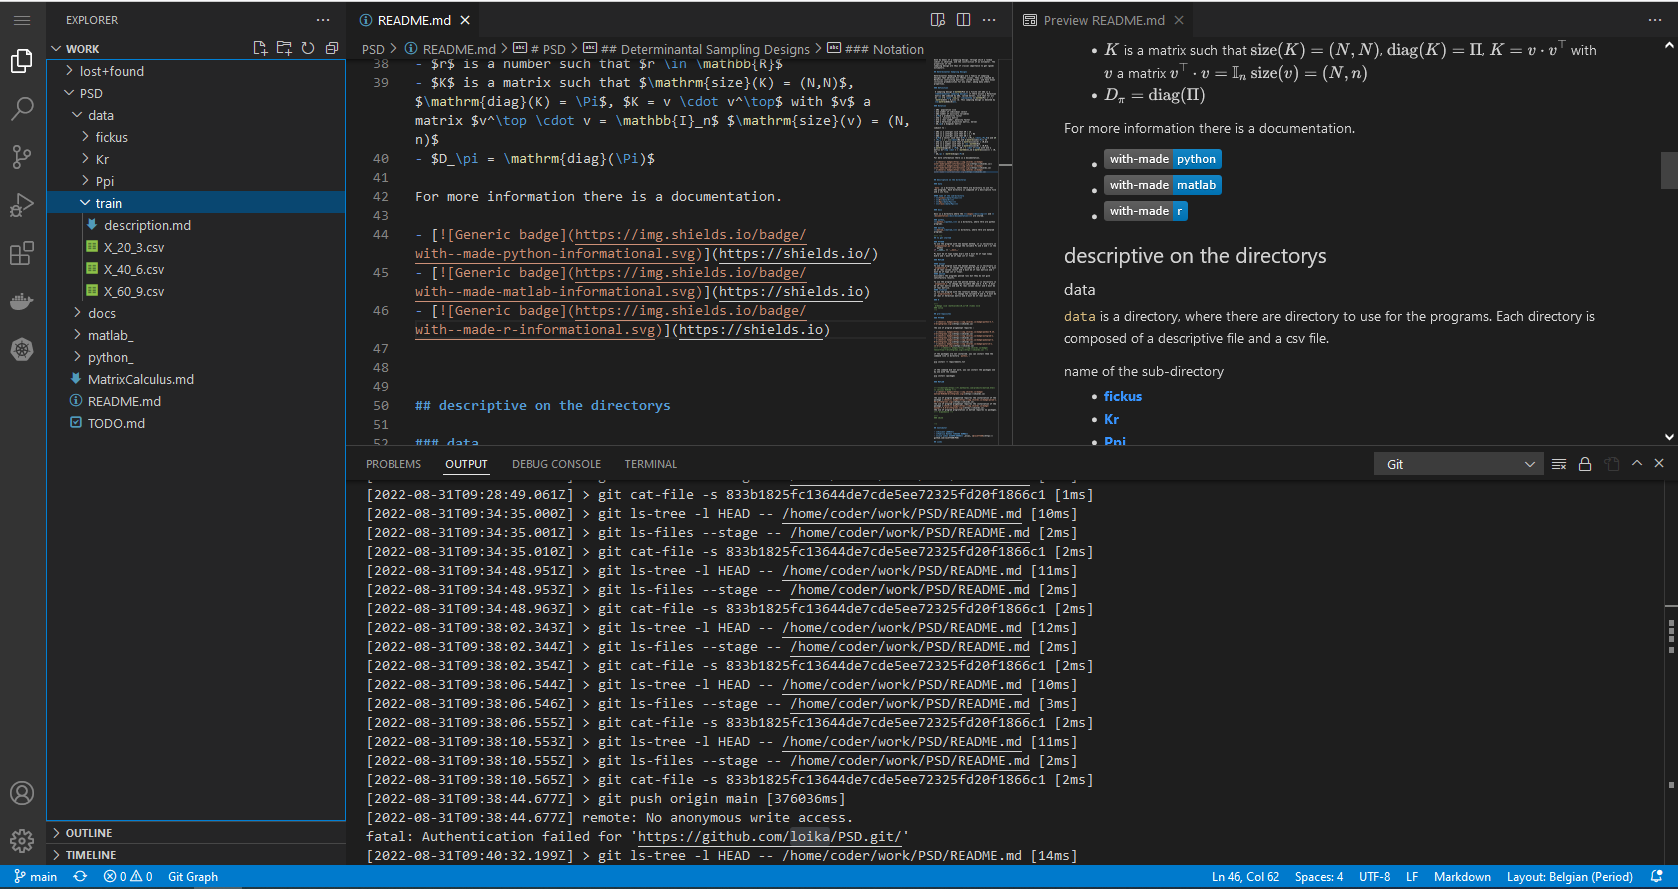 EXPLORER
WORK
lost+found
PSD
data
fickus
Kr
Ppi
train
description.md
X_20_3.csv
X_40_6.csv
X_60_9.csv
docs
matlab_
python_
MatrixCalculus.md
README.md
TODO.md
OUTLINE
TIMELINE
README.md
PSD > README.md > # PSD > ## Determinantal Sampling Designs > ### Notation
38 - $r$ is a number such that $r \in \mathbb{R}$
39 - $K$ is a matrix such that $\mathrm{size}(K) = (N,N)$,
$\mathrm{diag}(K) = \Pi$, $K = v \cdot v^\top$ with $v$ a
matrix $v^\top \cdot v = \mathbb{I}_n$ $\mathrm{size}(v) = (N,
n)$
40 - $D_\pi = \mathrm{diag}(\Pi)$
41
42 For more information there is a documentation.
43
44 - [![Generic badge](https://img.shields.io/badge/
with--made-python-informational.svg)](https://shields.io/)
45 - [![Generic badge](https://img.shields.io/badge/
with--made-matlab-informational.svg)](https://shields.io)
46 - [![Generic badge](https://img.shields.io/badge/
with--made-r-informational.svg)](https://shields.io)
47
48
49
50 ## descriptive on the directorys
51
52 ### data
Preview README.md
• K is a matrix such that size(K) = (N, N), diag(K) = Π, K = v · v⊤ with
v a matrix v⊤ · v = 𝕀n size(v) = (N, n)
• Dπ = diag(Π)
For more information there is a documentation.
• with-made python
• with-made matlab
• with-made r
descriptive on the directorys
data
data is a directory, where there are directory to use for the programs. Each directory is
composed of a descriptive file and a csv file.
name of the sub-directory
• fickus
• Kr
• Ppi
PROBLEMS OUTPUT DEBUG CONSOLE TERMINAL Git
[2022-08-31T09:28:49.061Z] > git cat-file -s 833b1825fc13644de7cde5ee72325fd20f1866c1 [1ms]
[2022-08-31T09:34:35.000Z] > git ls-tree -l HEAD -- /home/coder/work/PSD/README.md [10ms]
[2022-08-31T09:34:35.001Z] > git ls-files --stage -- /home/coder/work/PSD/README.md [2ms]
[2022-08-31T09:34:35.010Z] > git cat-file -s 833b1825fc13644de7cde5ee72325fd20f1866c1 [2ms]
[2022-08-31T09:34:48.951Z] > git ls-tree -l HEAD -- /home/coder/work/PSD/README.md [11ms]
[2022-08-31T09:34:48.953Z] > git ls-files --stage -- /home/coder/work/PSD/README.md [2ms]
[2022-08-31T09:34:48.963Z] > git cat-file -s 833b1825fc13644de7cde5ee72325fd20f1866c1 [2ms]
[2022-08-31T09:38:02.343Z] > git ls-tree -l HEAD -- /home/coder/work/PSD/README.md [12ms]
[2022-08-31T09:38:02.344Z] > git ls-files --stage -- /home/coder/work/PSD/README.md [2ms]
[2022-08-31T09:38:02.354Z] > git cat-file -s 833b1825fc13644de7cde5ee72325fd20f1866c1 [2ms]
[2022-08-31T09:38:06.544Z] > git ls-tree -l HEAD -- /home/coder/work/PSD/README.md [10ms]
[2022-08-31T09:38:06.546Z] > git ls-files --stage -- /home/coder/work/PSD/README.md [3ms]
[2022-08-31T09:38:06.555Z] > git cat-file -s 833b1825fc13644de7cde5ee72325fd20f1866c1 [2ms]
[2022-08-31T09:38:10.553Z] > git ls-tree -l HEAD -- /home/coder/work/PSD/README.md [11ms]
[2022-08-31T09:38:10.555Z] > git ls-files --stage -- /home/coder/work/PSD/README.md [2ms]
[2022-08-31T09:38:10.565Z] > git cat-file -s 833b1825fc13644de7cde5ee72325fd20f1866c1 [2ms]
[2022-08-31T09:38:44.677Z] > git push origin main [376036ms]
[2022-08-31T09:38:44.677Z] remote: No anonymous write access.
fatal: Authentication failed for 'https://github.com/loika/PSD.git/'
[2022-08-31T09:40:32.199Z] > git ls-tree -l HEAD -- /home/coder/work/PSD/README.md [14ms]
main 0 0 Git Graph Ln 46, Col 62 Spaces: 4 UTF-8 LF Markdown Layout: Belgian (Period)